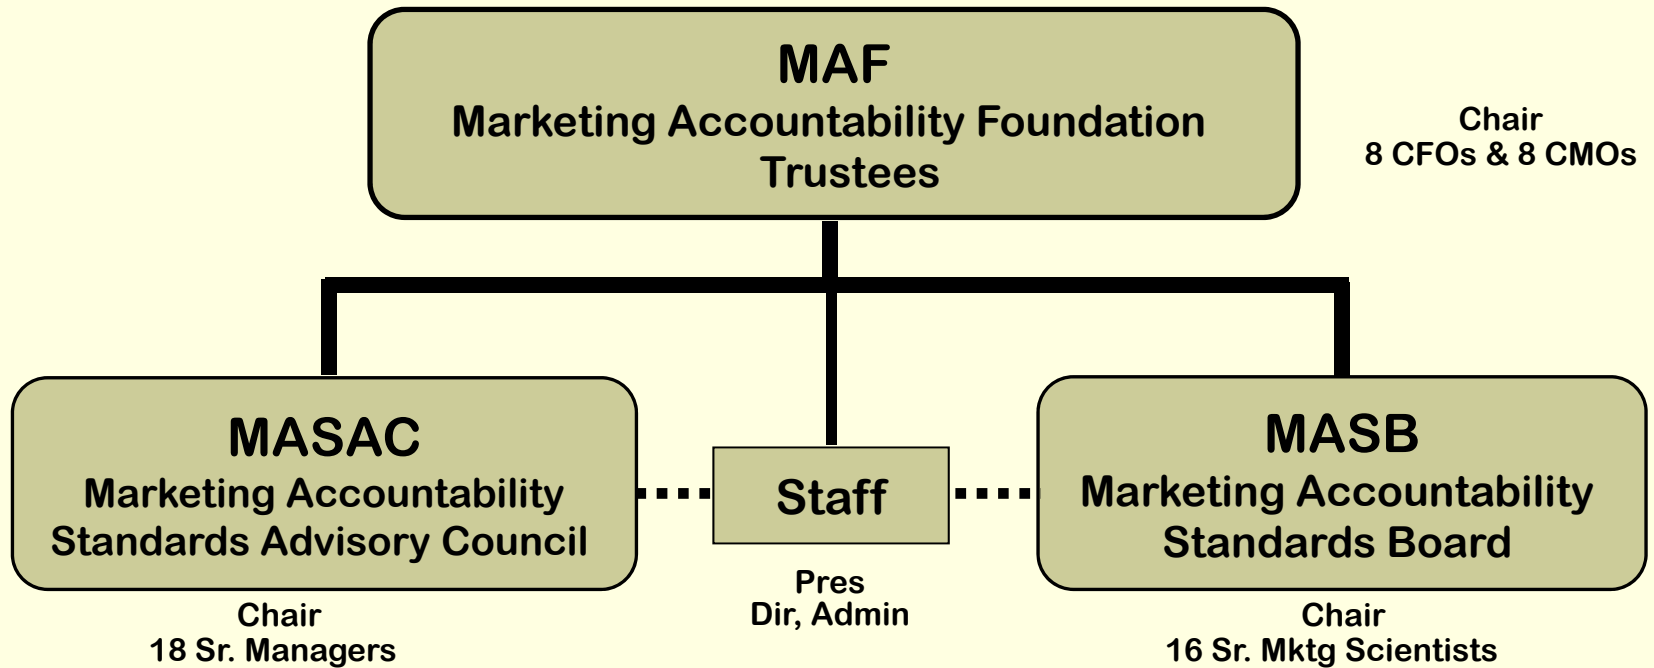 MAF
Marketing Accountability Foundation
Trustees
Chair
8 CFOs & 8 CMOs
MASAC
Marketing Accountability
Standards Advisory Council
Chair
18 Sr. Managers
Staff
Pres
Dir, Admin
MASB
Marketing Accountability
Standards Board
Chair
16 Sr. Mktg Scientists